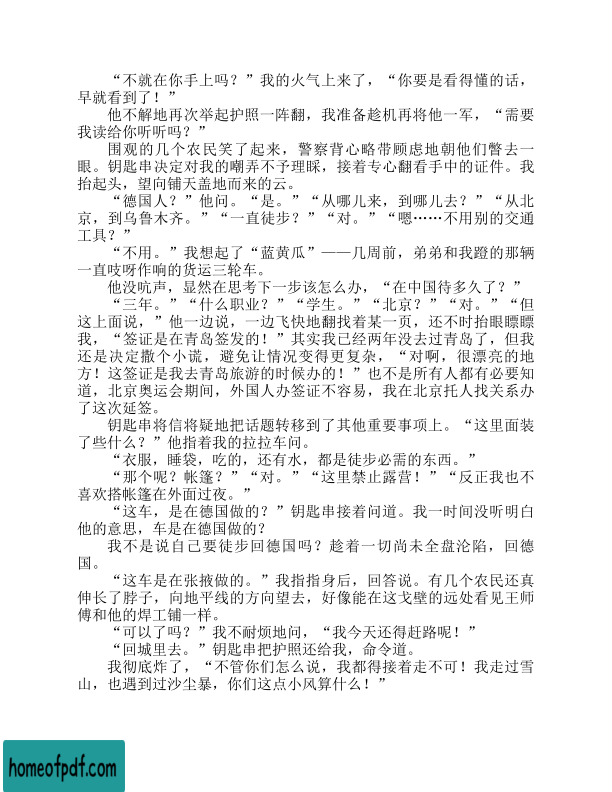 “不就在你手上吗？”我的火气上来了，“你要是看得懂的话，
早就看到了！”
他不解地再次举起护照一阵翻，我准备趁机再将他一军，“需要
我读给你听听吗？”
围观的几个农民笑了起来，警察背心略带顾虑地朝他们瞥去一
眼。钥匙串决定对我的嘲弄不予理睬，接着专心翻看手中的证件。我
抬起头，望向铺天盖地而来的云。
“德国人？”他问。“是。”“从哪儿来，到哪儿去？”“从北
京，到乌鲁木齐。”“一直徒步？”“对。”“嗯……不用别的交通
工具？”
“不用。”我想起了“蓝黄瓜”——几周前，弟弟和我蹬的那辆
一直吱呀作响的货运三轮车。
他没吭声，显然在思考下一步该怎么办，“在中国待多久了？”
“三年。”“什么职业？”“学生。”“北京？”“对。”“但
这上面说，”他一边说，一边飞快地翻找着某一页，还不时抬眼瞟瞟
我，“签证是在青岛签发的！”其实我已经两年没去过青岛了，但我
还是决定撒个小谎，避免让情况变得更复杂，“对啊，很漂亮的地
方！这签证是我去青岛旅游的时候办的！”也不是所有人都有必要知
道，北京奥运会期间，外国人办签证不容易，我在北京托人找关系办
了这次延签。
钥匙串将信将疑地把话题转移到了其他重要事项上。“这里面装
了些什么？”他指着我的拉拉车问。
“衣服，睡袋，吃的，还有水，都是徒步必需的东西。”
“那个呢？帐篷？”“对。”“这里禁止露营！”“反正我也不
喜欢搭帐篷在外面过夜。”
“这车，是在德国做的？”钥匙串接着问道。我一时间没听明白
他的意思，车是在德国做的？
我不是说自己要徒步回德国吗？趁着一切尚未全盘沦陷，回德
国。
“这车是在张掖做的。”我指指身后，回答说。有几个农民还真
伸长了脖子，向地平线的方向望去，好像能在这戈壁的远处看见王师
傅和他的焊工铺一样。
“可以了吗？”我不耐烦地问，“我今天还得赶路呢！”
“回城里去。”钥匙串把护照还给我，命令道。
我彻底炸了，“不管你们怎么说，我都得接着走不可！我走过雪
山，也遇到过沙尘暴，你们这点小风算什么！”
homeofpdf.com